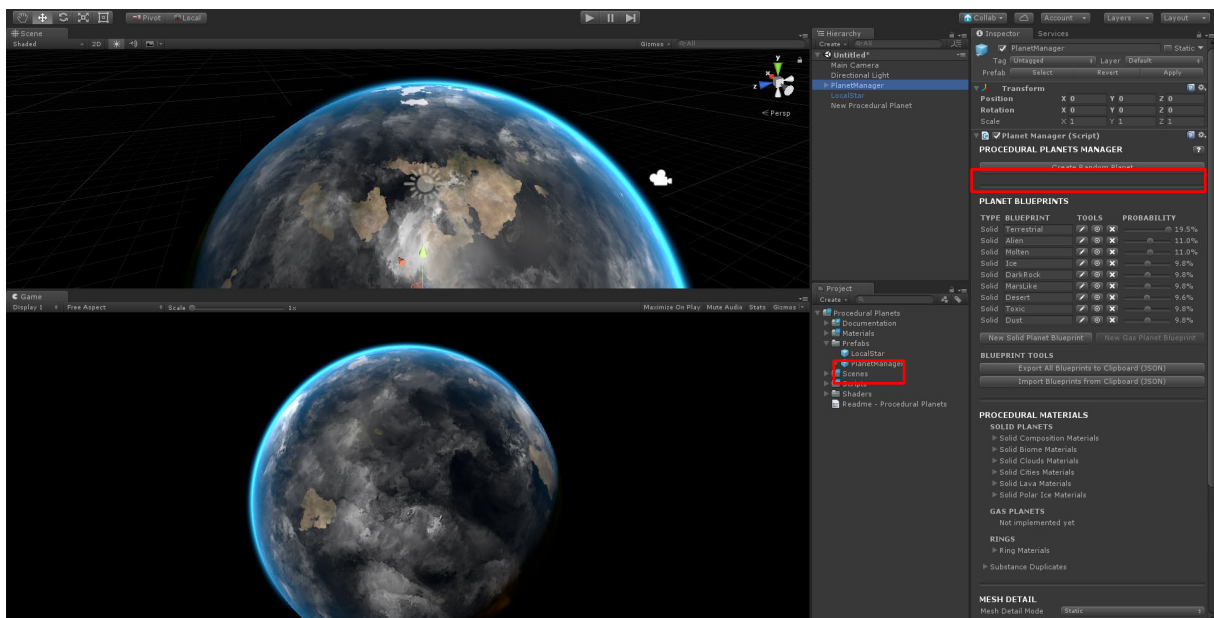 Pivot Local
Collab Account Layers Layout
Scene
Shaded 2D Gizmos All
y
x
z
Persp
Game
Display 1 Free Aspect Scale 1x Maximize On Play Mute Audio Stats Gizmos
Hierarchy
Create All
Untitled*
Main Camera
Directional Light
PlanetManager
LocalStar
New Procedural Planet
Project
Create
Procedural Planets
Documentation
Materials
Prefabs
LocalStar
PlanetManager
Scenes
Scripts
Shaders
Readme - Procedural Planets
Inspector Services
PlanetManager Static
Tag Untagged Layer Default
Prefab Select Revert Apply
Transform
Position X 0 Y 0 Z 0
Rotation X 0 Y 0 Z 0
Scale X 1 Y 1 Z 1
Planet Manager (Script)
PROCEDURAL PLANETS MANAGER ?
Create Random Planet
PLANET BLUEPRINTS
TYPE BLUEPRINT TOOLS PROBABILITY
Solid Terrestrial 19.5%
Solid Alien 11.0%
Solid Molten 11.0%
Solid Ice 9.8%
Solid DarkRock 9.8%
Solid MarsLike 9.8%
Solid Desert 9.6%
Solid Toxic 9.8%
Solid Dust 9.8%
New Solid Planet Blueprint New Gas Planet Blueprint
BLUEPRINT TOOLS
Export All Blueprints to Clipboard (JSON)
Import Blueprints from Clipboard (JSON)
PROCEDURAL MATERIALS
SOLID PLANETS
Solid Composition Materials
Solid Biome Materials
Solid Clouds Materials
Solid Cities Materials
Solid Lava Materials
Solid Polar Ice Materials
GAS PLANETS
Not implemented yet
RINGS
Ring Materials
Substance Duplicates
MESH DETAIL
Mesh Detail Mode Static